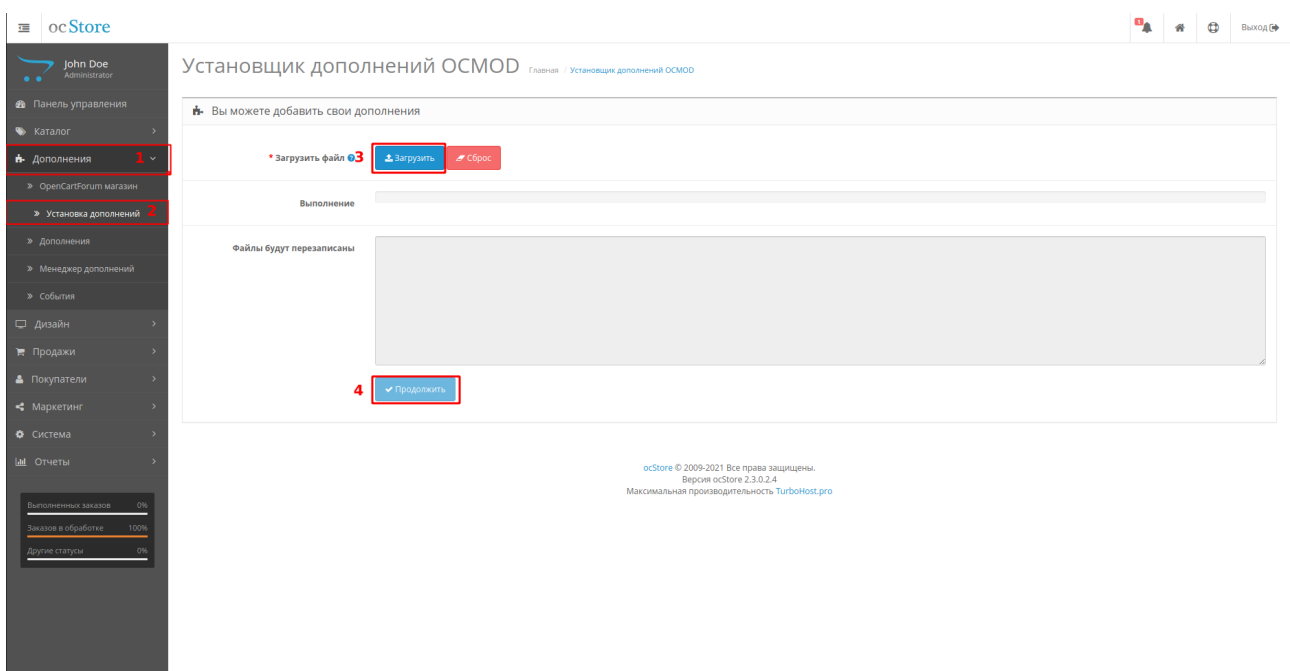 ocStore
1
Выход
John Doe
Administrator
Панель управления
Каталог
Дополнения 1
OpenCartForum магазин
Установка дополнений 2
Дополнения
Менеджер дополнений
События
Дизайн
Продажи
Покупатели
Маркетинг
Система
Отчеты
Выполненных заказов 0%
Заказов в обработке 100%
Другие статусы 0%
Установщик дополнений OCMOD Главная / Установщик дополнений OCMOD
Вы можете добавить свои дополнения
* Загрузить файл ? 3 Загрузить Сброс
Выполнение
Файлы будут перезаписаны
4 Продолжить
ocStore © 2009-2021 Все права защищены.
Версия ocStore 2.3.0.2.4
Максимальная производительность TurboHost.pro